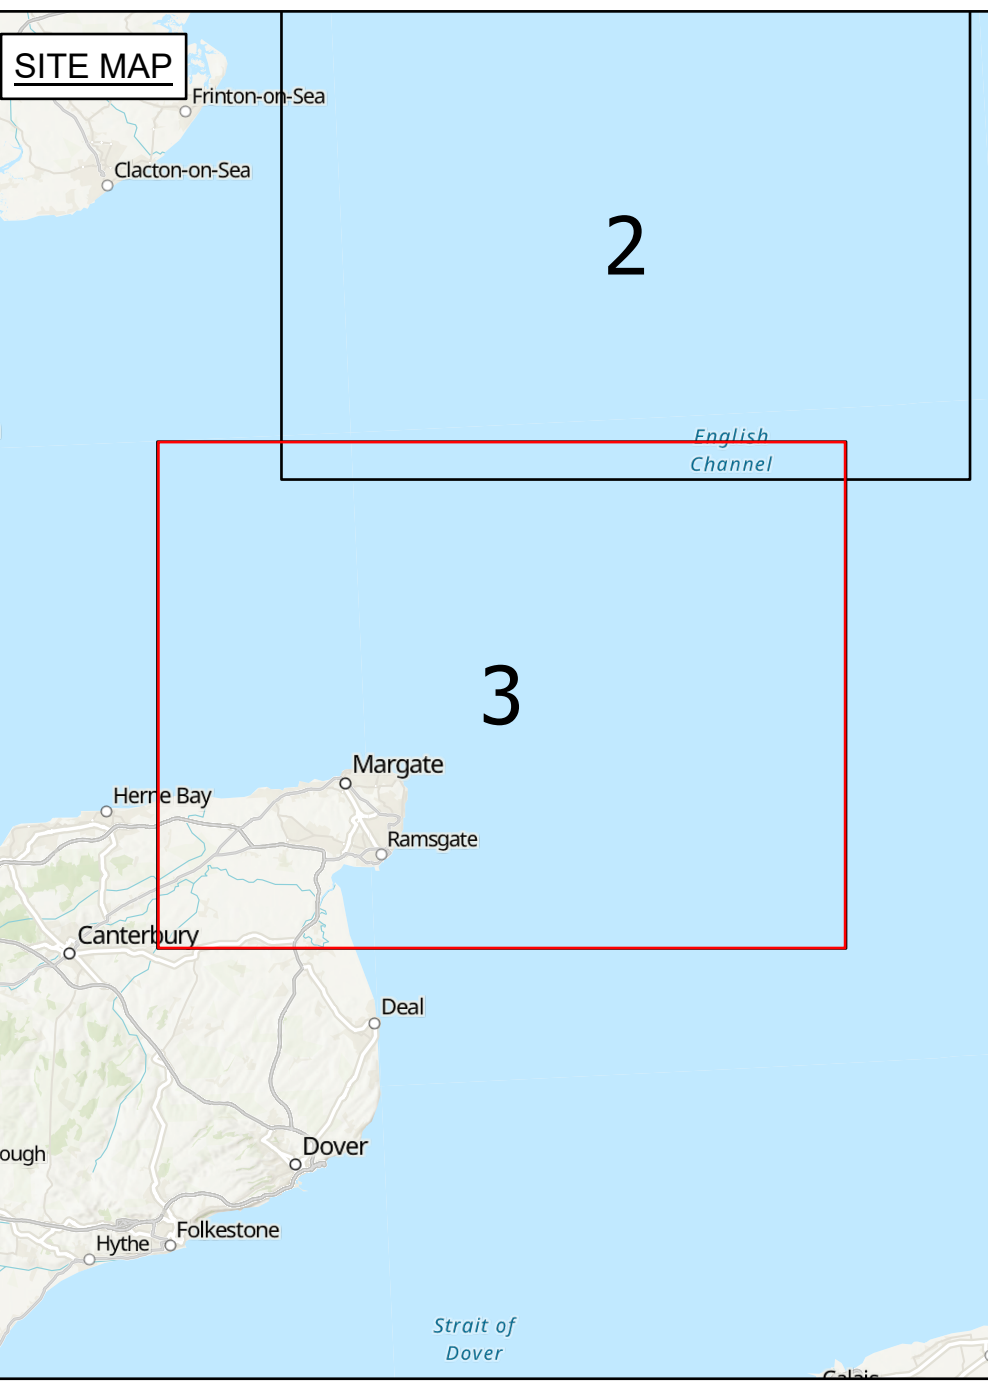 SITE MAP
Frinton-on-Sea
Clacton-on-Sea
2
English
Channel
3
Margate
Herne Bay
Ramsgate
Canterbury
Deal
Dover
ough
Folkestone
Hythe
Strait of
Dover
Calais